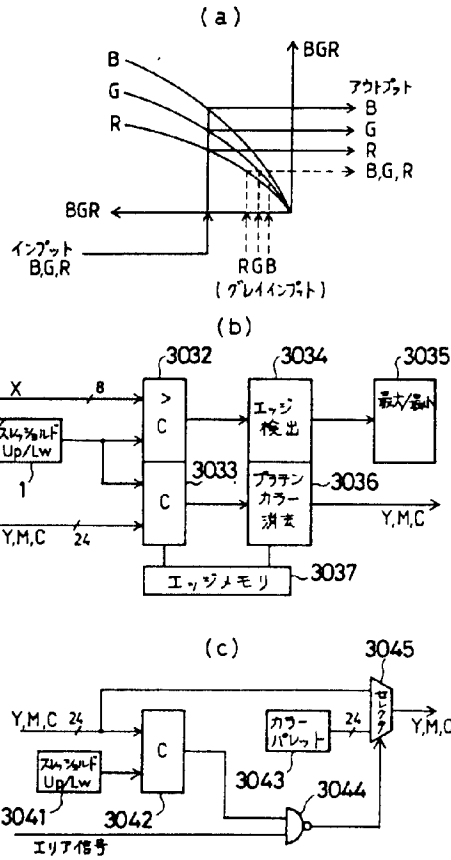 (a)
BGR
アウトプット
B
G
R
B
G
R
B,G,R
BGR
インプット
B,G,R
RGB
(グレイインプット)
(b)
3032
3034
3035
X
8
>
C
エッジ
検出
最大/最小
スレッショルド
Up/Lw
1
3033
C
プラテン
カラー
消去
3036
Y,M,C
24
Y,M,C
エッジメモリ
3037
(c)
3045
Y,M,C
24
C
カラー
パレット
24
セレクタ
Y,M,C
スレッショルド
Up/Lw
3043
3044
3041
3042
エリア信号